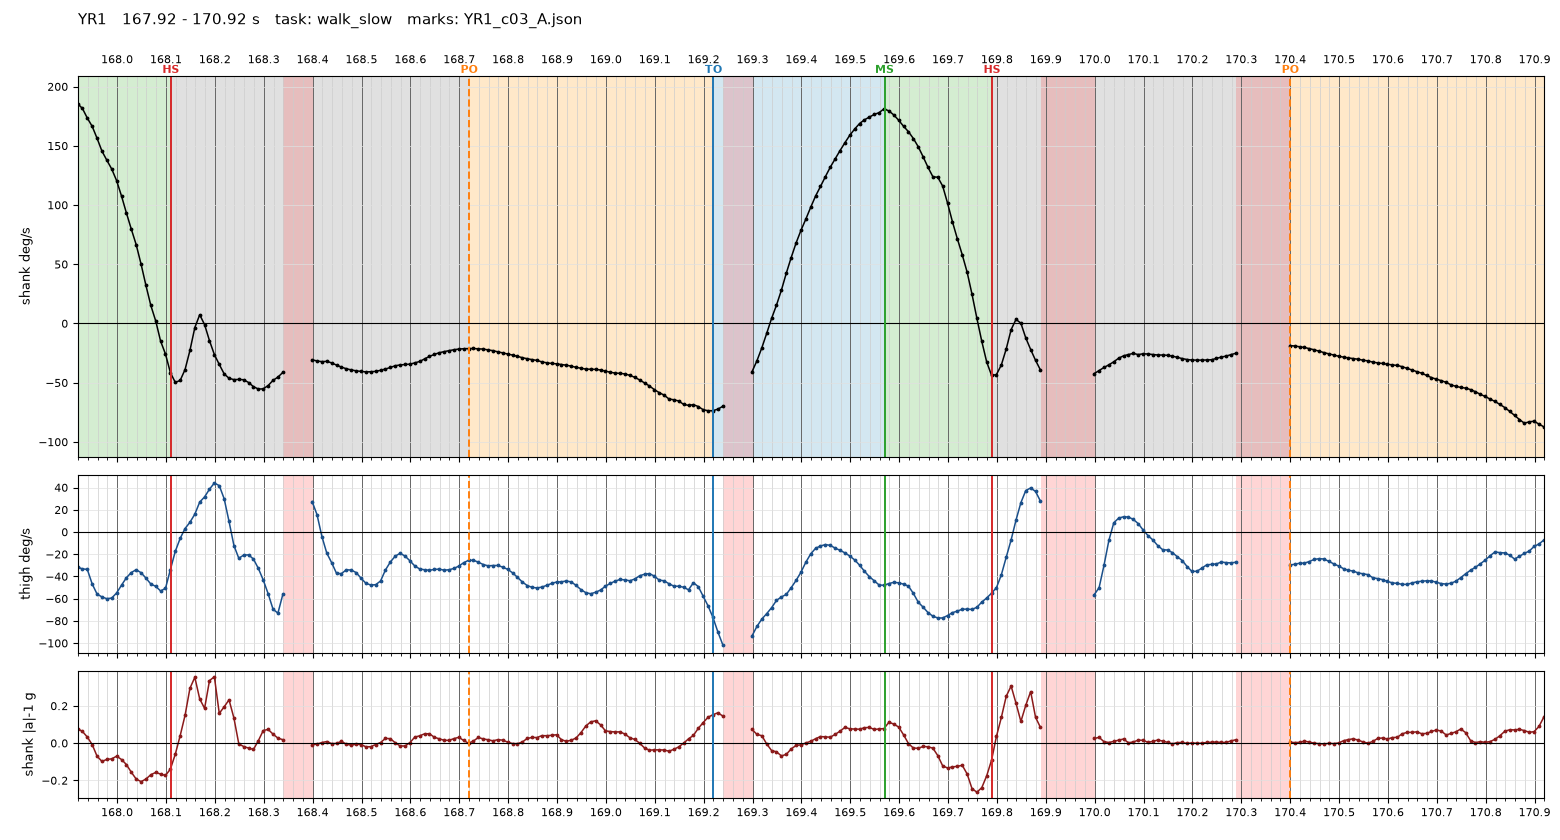 YR1 167.92 - 170.92 s task: walk_slow marks: YR1_c03_A.json
168.0 168.1 168.2 168.3 168.4 168.5 168.6 168.7 168.8 168.9 169.0 169.1 169.2 169.3 169.4 169.5 169.6 169.7 169.8 169.9 170.0 170.1 170.2 170.3 170.4 170.5 170.6 170.7 170.8 170.9
HS PO TO MS HS PO
200
150
100
50
0
−50
−100
shank deg/s
40
20
0
−20
−40
−60
−80
−100
thigh deg/s
0.2
0.0
−0.2
shank |a|-1 g
168.0 168.1 168.2 168.3 168.4 168.5 168.6 168.7 168.8 168.9 169.0 169.1 169.2 169.3 169.4 169.5 169.6 169.7 169.8 169.9 170.0 170.1 170.2 170.3 170.4 170.5 170.6 170.7 170.8 170.9